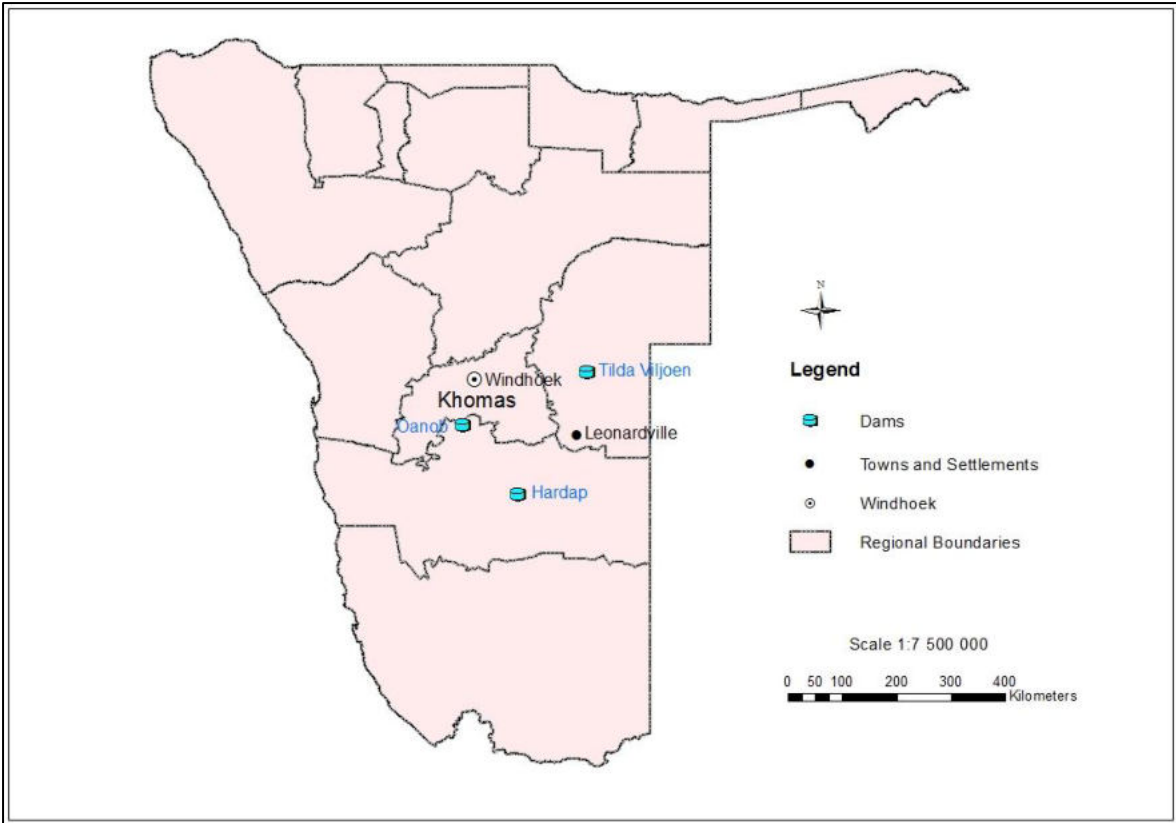 N
Tilda Viljoen
Windhoek
Khomas
Oanob
Leonardville
Hardap
Legend
Dams
Towns and Settlements
Windhoek
Regional Boundaries
Scale 1:7 500 000
0 50 100 200 300 400
Kilometers